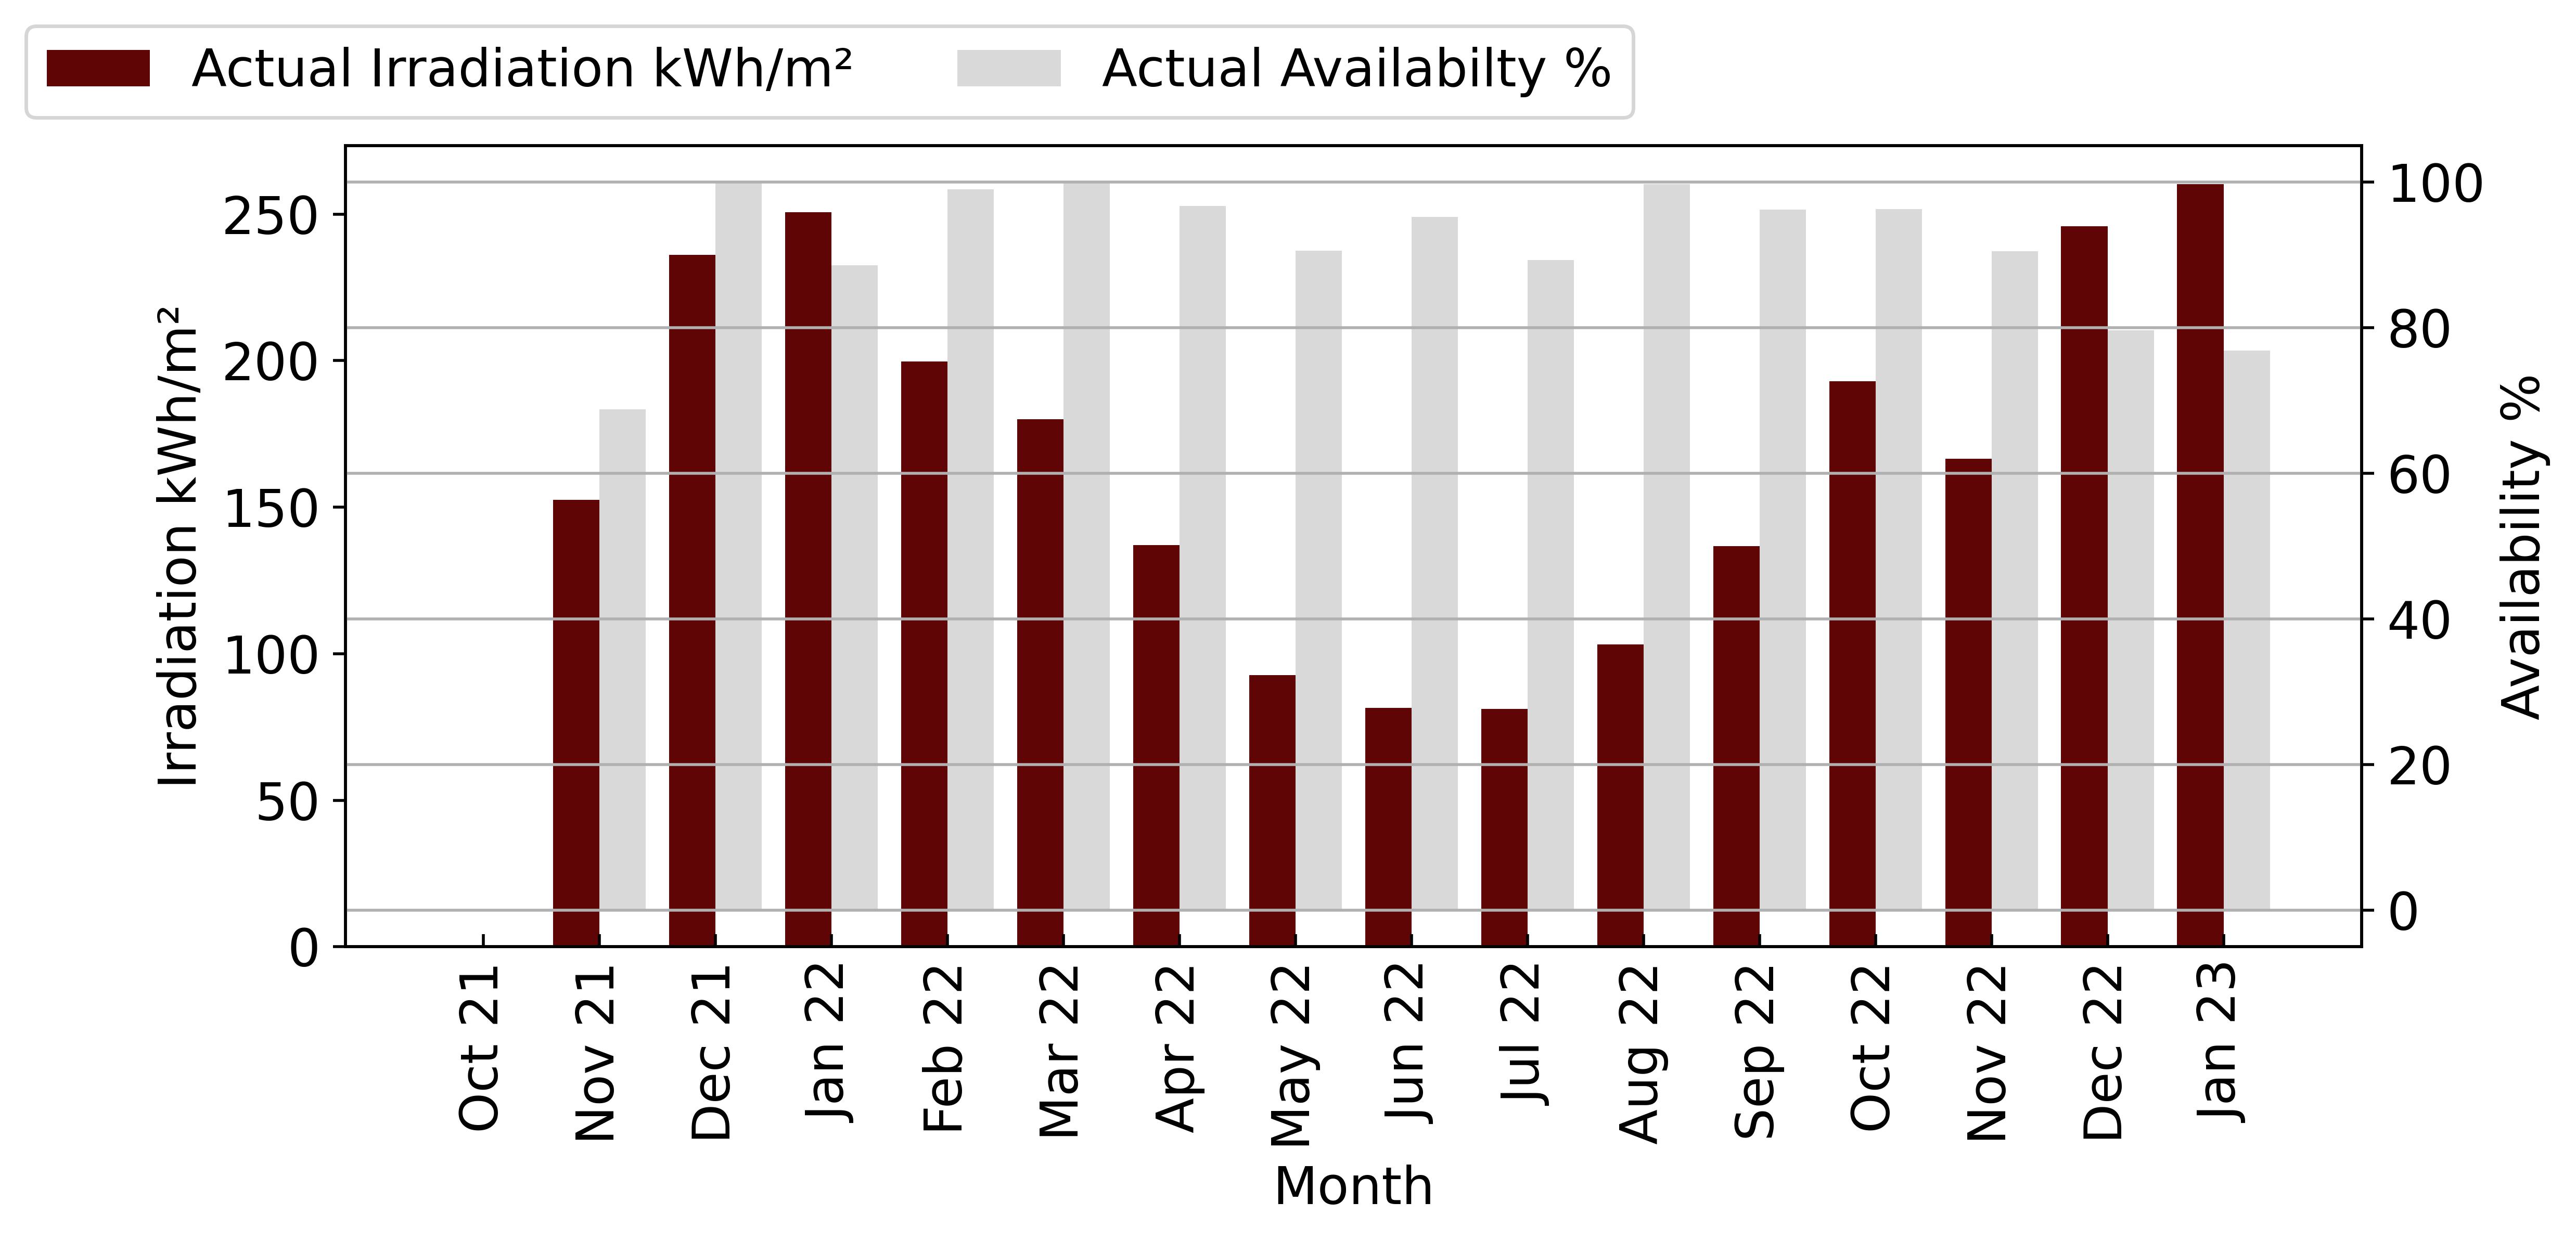 Actual Irradiation kWh/m²
Actual Availabilty %
Irradiation kWh/m²
250
200
150
100
50
0
100
80
60
40
20
0
Availability %
Oct 21
Nov 21
Dec 21
Jan 22
Feb 22
Mar 22
Apr 22
May 22
Jun 22
Jul 22
Aug 22
Sep 22
Oct 22
Nov 22
Dec 22
Jan 23
Month